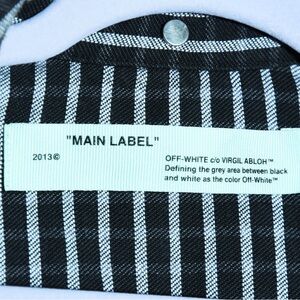 "MAIN LABEL"
2013©
OFF-WHITE c/o VIRGIL ABLOH™
Defining the grey area between black
and white as the color Off-White™